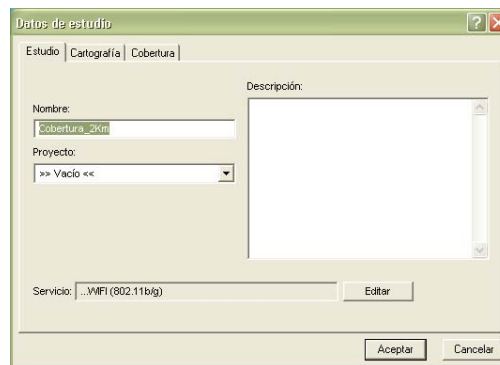 Datos de estudio
Estudio
Cartografía
Cobertura
Descripción:
Nombre:
Cobertura_2Km
Proyecto:
>> Vacío <<
Servicio:
...WIFI (802.11b/g)
Editar
Aceptar
Cancelar